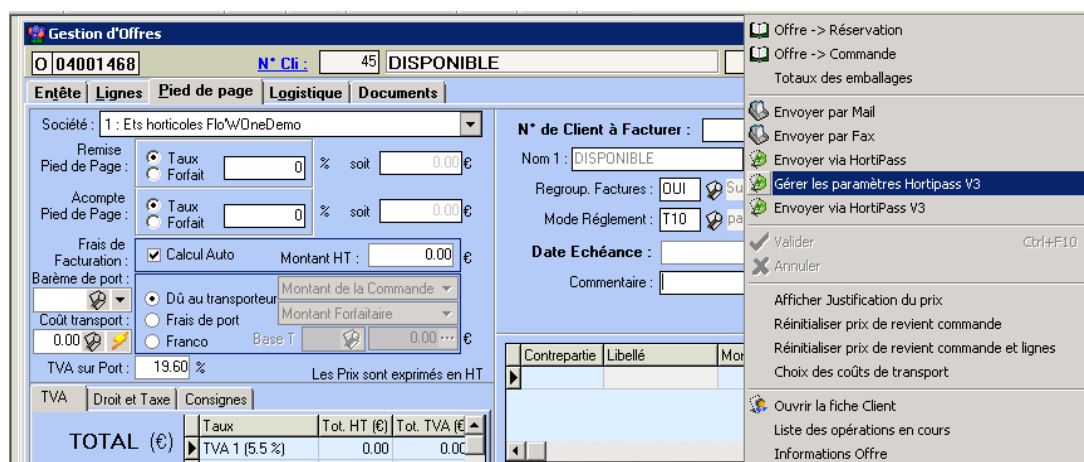 Gestion d'Offres
O 04001468 N° Cli : 45 DISPONIBLE
Entête Lignes Pied de page Logistique Documents
Société : 1 : Ets horticoles Flo'WOneDemo
Remise
Pied de Page :
Taux
Forfait
0 % soit 0.00 €
Acompte
Pied de Page :
Taux
Forfait
0 % soit 0.00 €
Frais de
Facturation :
Calcul Auto Montant HT : 0.00 €
Barème de port :
Coût transport :
0.00
Dû au transporteur
Frais de port
Franco
Montant de la Commande
Montant Forfaitaire
Base T 0.00 ... €
TVA sur Port : 19.60 % Les Prix sont exprimés en HT
TVA Droit et Taxe Consignes
TOTAL (€)
Taux Tot. HT (€) Tot. TVA (€
TVA 1 (5.5 %) 0.00 0.00
N° de Client à Facturer :
Nom 1 : DISPONIBLE
Regroup. Factures : OUI Su
Mode Réglement : T10 pa
Date Echéance :
Commentaire :
Contrepartie Libellé Mor
Offre -> Réservation
Offre -> Commande
Totaux des emballages
Envoyer par Mail
Envoyer par Fax
Envoyer via HortiPass
Gérer les paramètres Hortipass V3
Envoyer via HortiPass V3
Valider Ctrl+F10
Annuler
Afficher Justification du prix
Réinitialiser prix de revient commande
Réinitialiser prix de revient commande et lignes
Choix des coûts de transport
Ouvrir la fiche Client
Liste des opérations en cours
Informations Offre